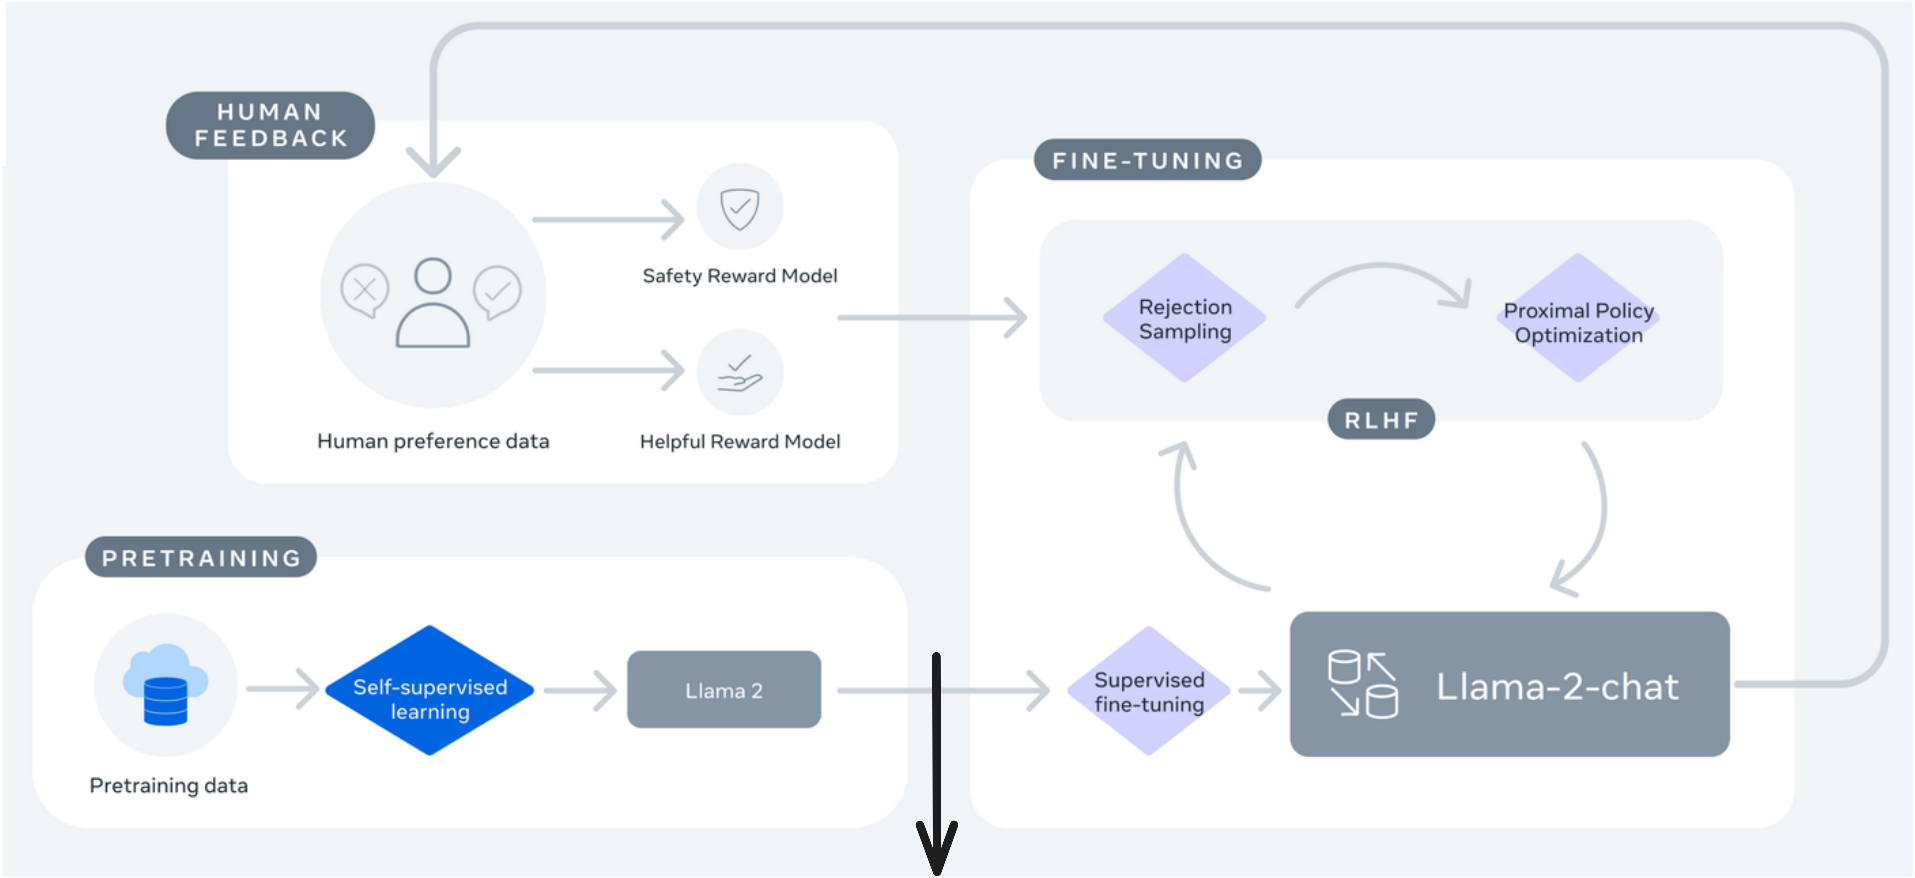 HUMAN
FEEDBACK
Safety Reward Model
Human preference data
Helpful Reward Model
FINE-TUNING
Rejection
Sampling
Proximal Policy
Optimization
RLHF
PRETRAINING
Pretraining data
Self-supervised
learning
Llama 2
Supervised
fine-tuning
Llama-2-chat